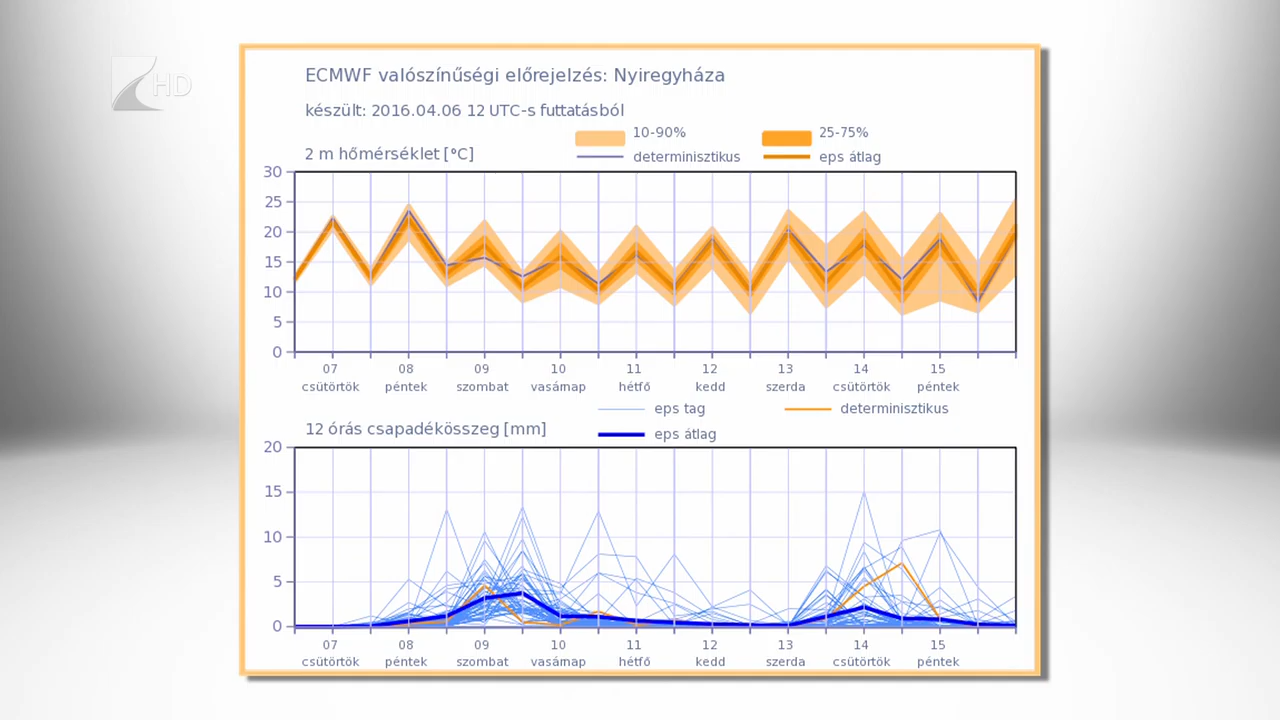 HD
ECMWF valószínűségi előrejelzés: Nyiregyháza
készült: 2016.04.06 12 UTC-s futtatásból
10-90% 25-75%
2 m hőmérséklet [°C] determinisztikus eps átlag
30
25
20
15
10
5
0
07 08 09 10 11 12 13 14 15
csütörtök péntek szombat vasárnap hétfő kedd szerda csütörtök péntek
eps tag determinisztikus
12 órás csapadékösszeg [mm] eps átlag
20
15
10
5
0
07 08 09 10 11 12 13 14 15
csütörtök péntek szombat vasárnap hétfő kedd szerda csütörtök péntek